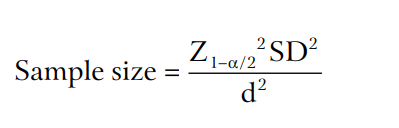 Sample size = Z₁₋α/₂² SD² / d²